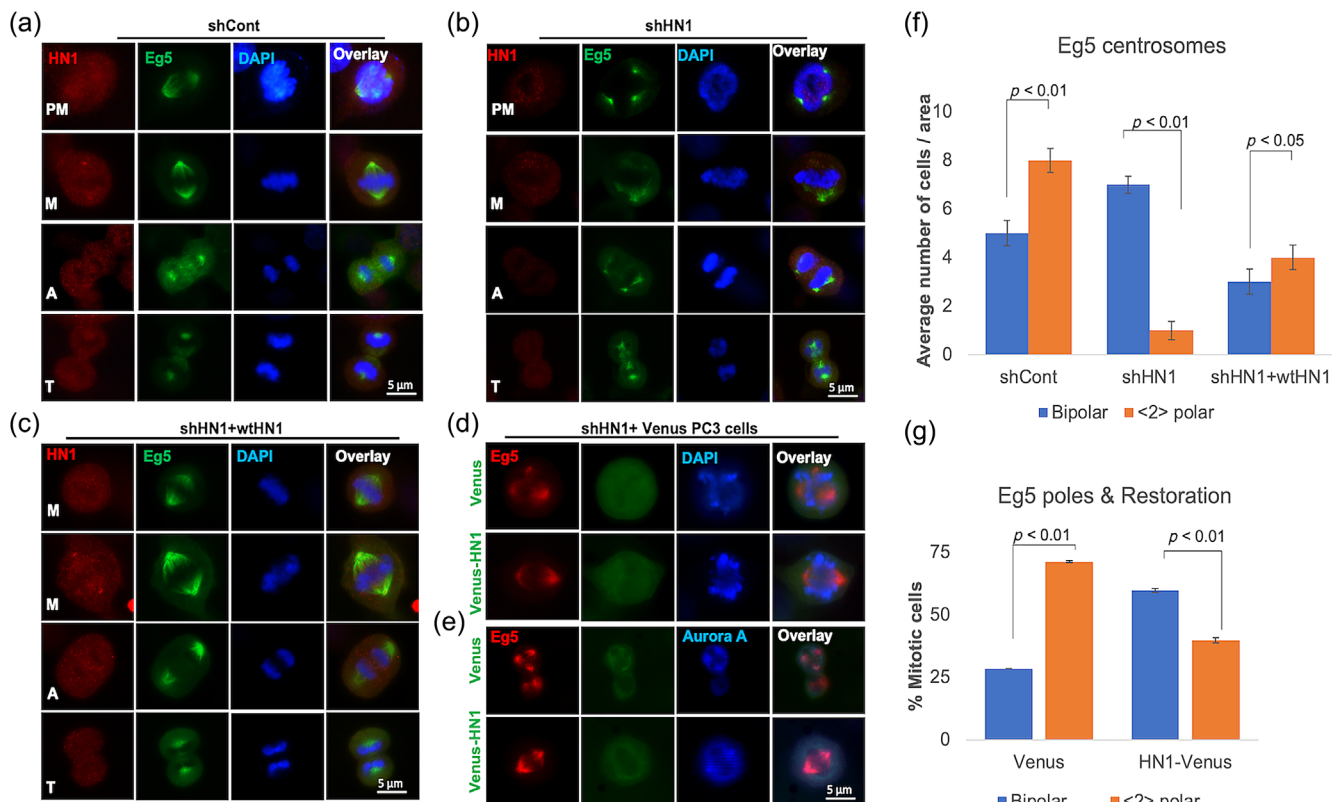 (a)
shCont
HN1
Eg5
DAPI
Overlay
PM
M
A
T
5 µm
(b)
shHN1
HN1
Eg5
DAPI
Overlay
PM
M
A
T
5 µm
(c)
shHN1+wtHN1
HN1
Eg5
DAPI
Overlay
M
M
A
T
5 µm
(d)
shHN1+ Venus PC3 cells
Eg5
DAPI
Overlay
Venus
Venus-HN1
(e)
Eg5
Aurora A
Overlay
Venus
Venus-HN1
5 µm
(f)
Eg5 centrosomes
Average number of cells / area
10
8
6
4
2
0
p < 0.01
p < 0.01
p < 0.05
shCont
shHN1
shHN1+wtHN1
Bipolar
<2> polar
(g)
Eg5 poles & Restoration
% Mitotic cells
75
50
25
0
p < 0.01
p < 0.01
Venus
HN1-Venus
Bipolar
<2> polar